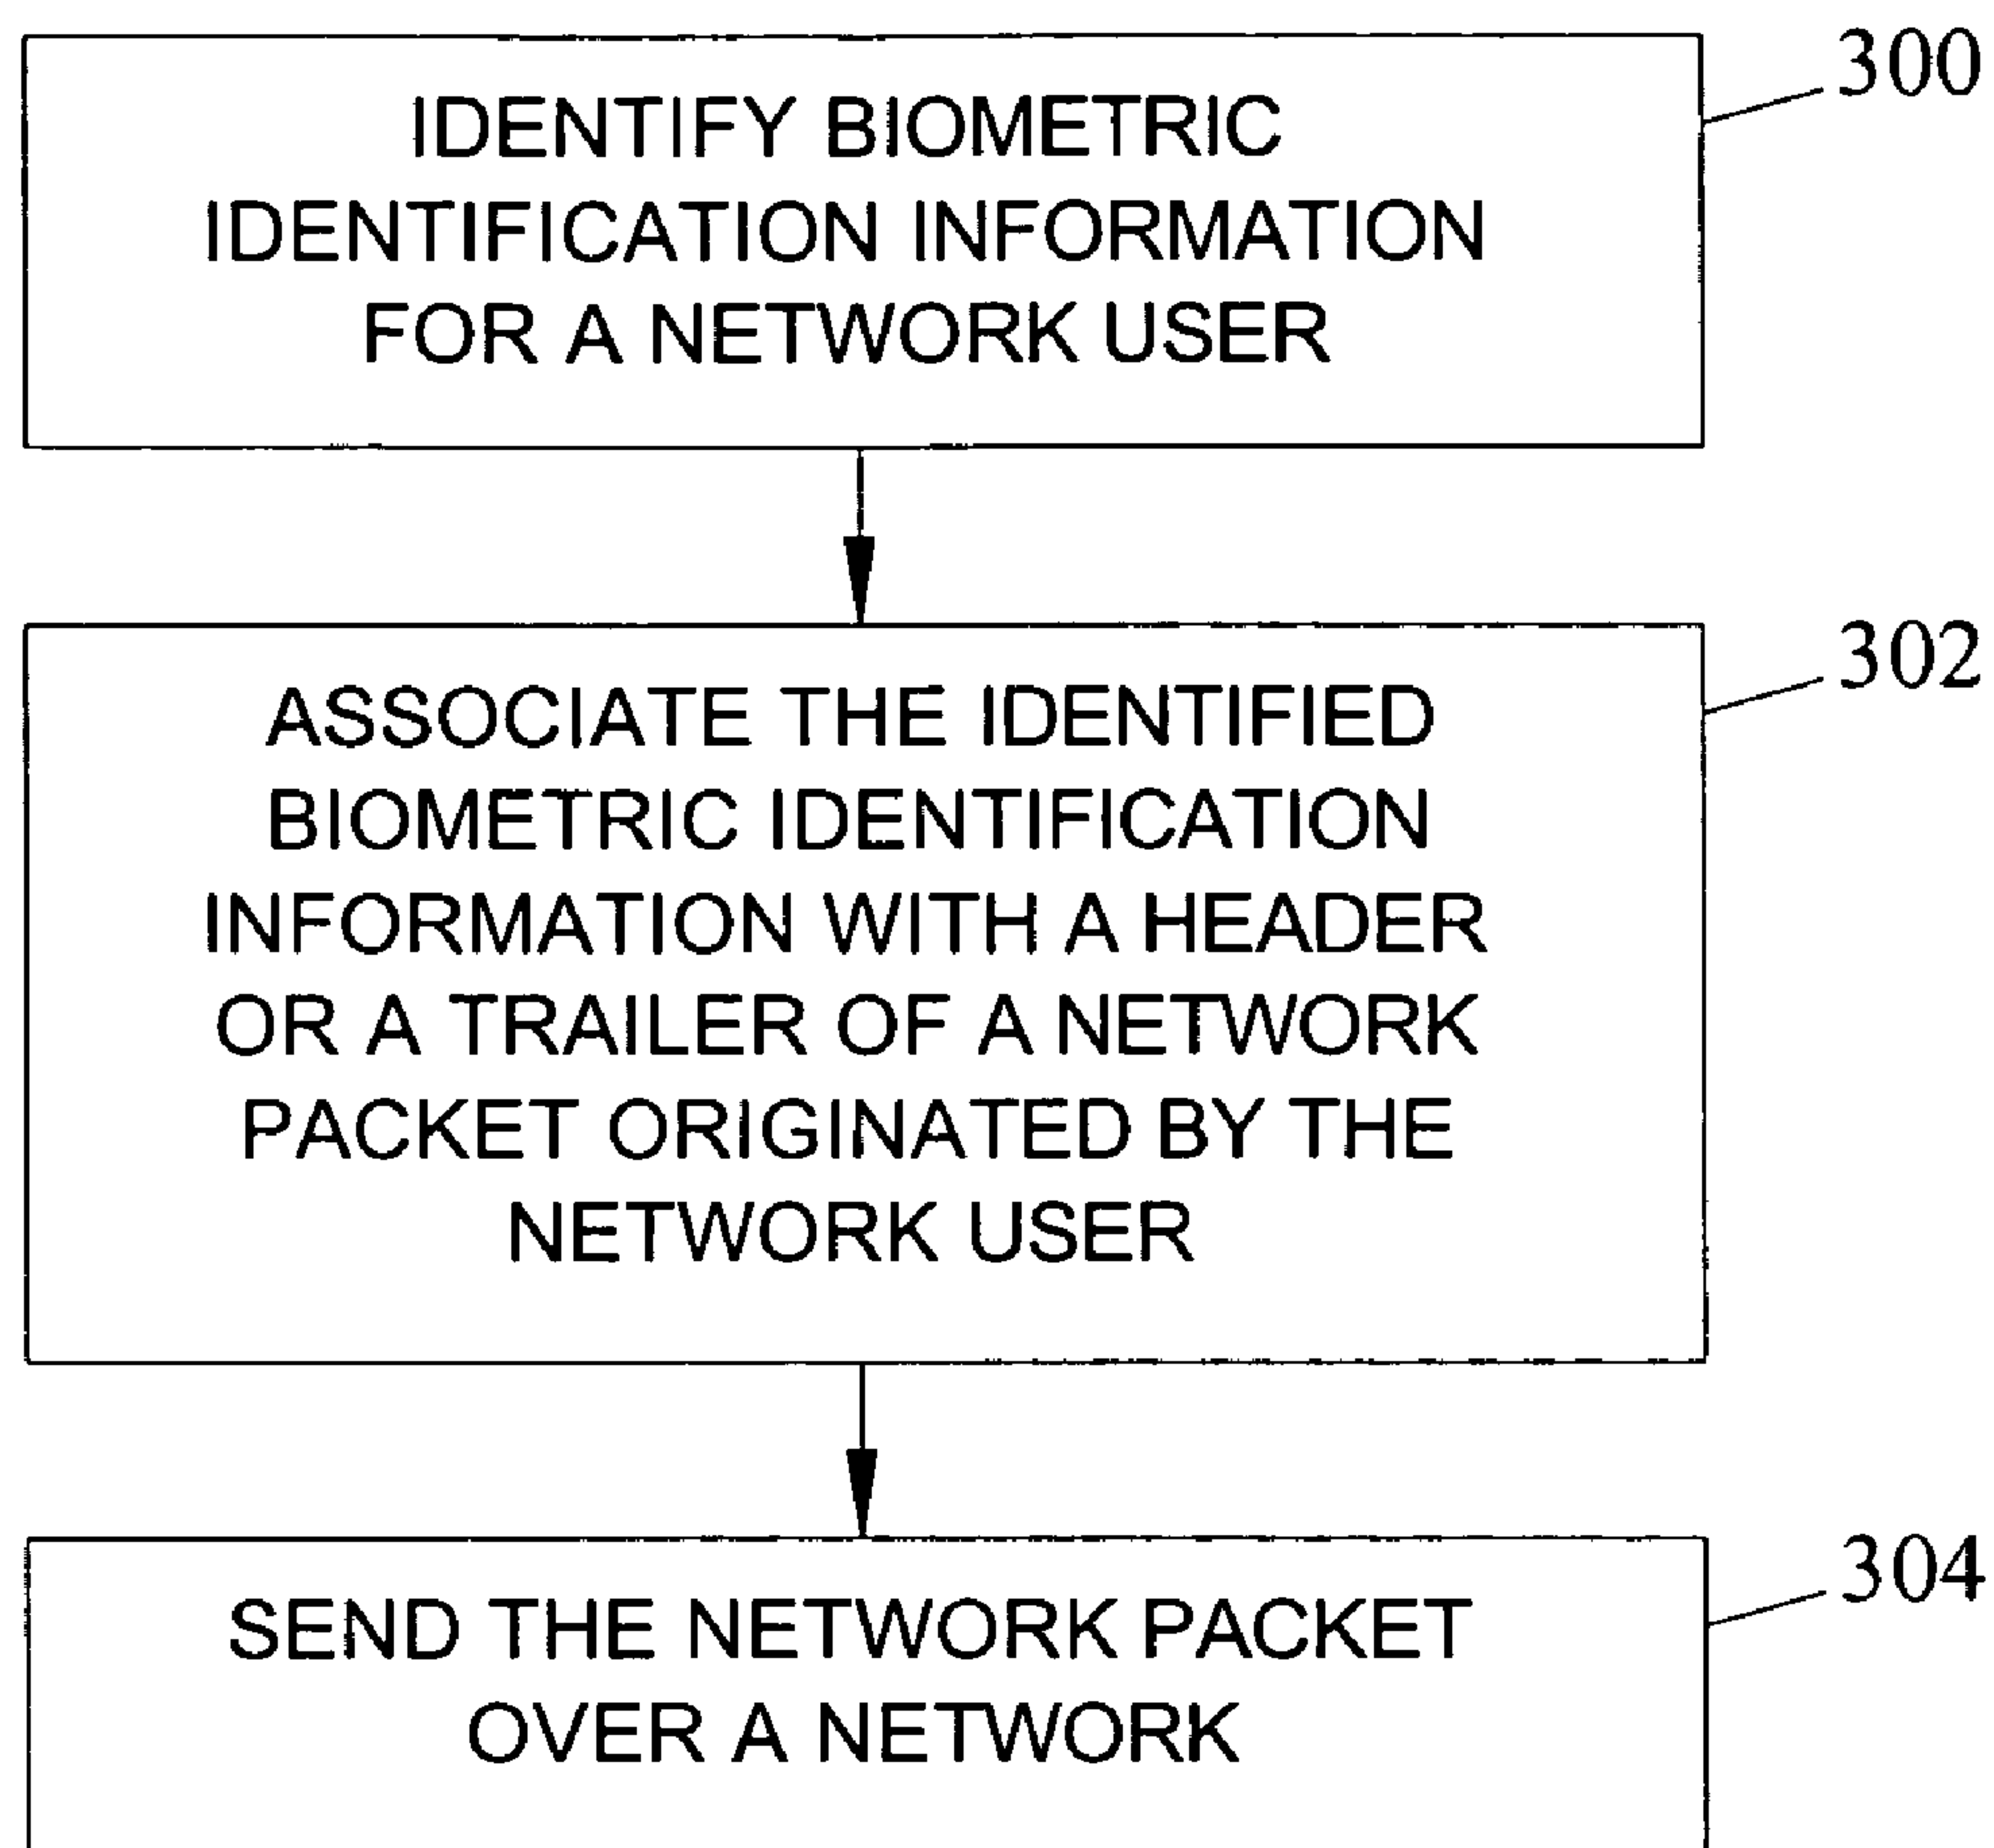 IDENTIFY BIOMETRIC
IDENTIFICATION INFORMATION
FOR A NETWORK USER
300
ASSOCIATE THE IDENTIFIED
BIOMETRIC IDENTIFICATION
INFORMATION WITH A HEADER
OR A TRAILER OF A NETWORK
PACKET ORIGINATED BY THE
NETWORK USER
302
SEND THE NETWORK PACKET
OVER A NETWORK
304